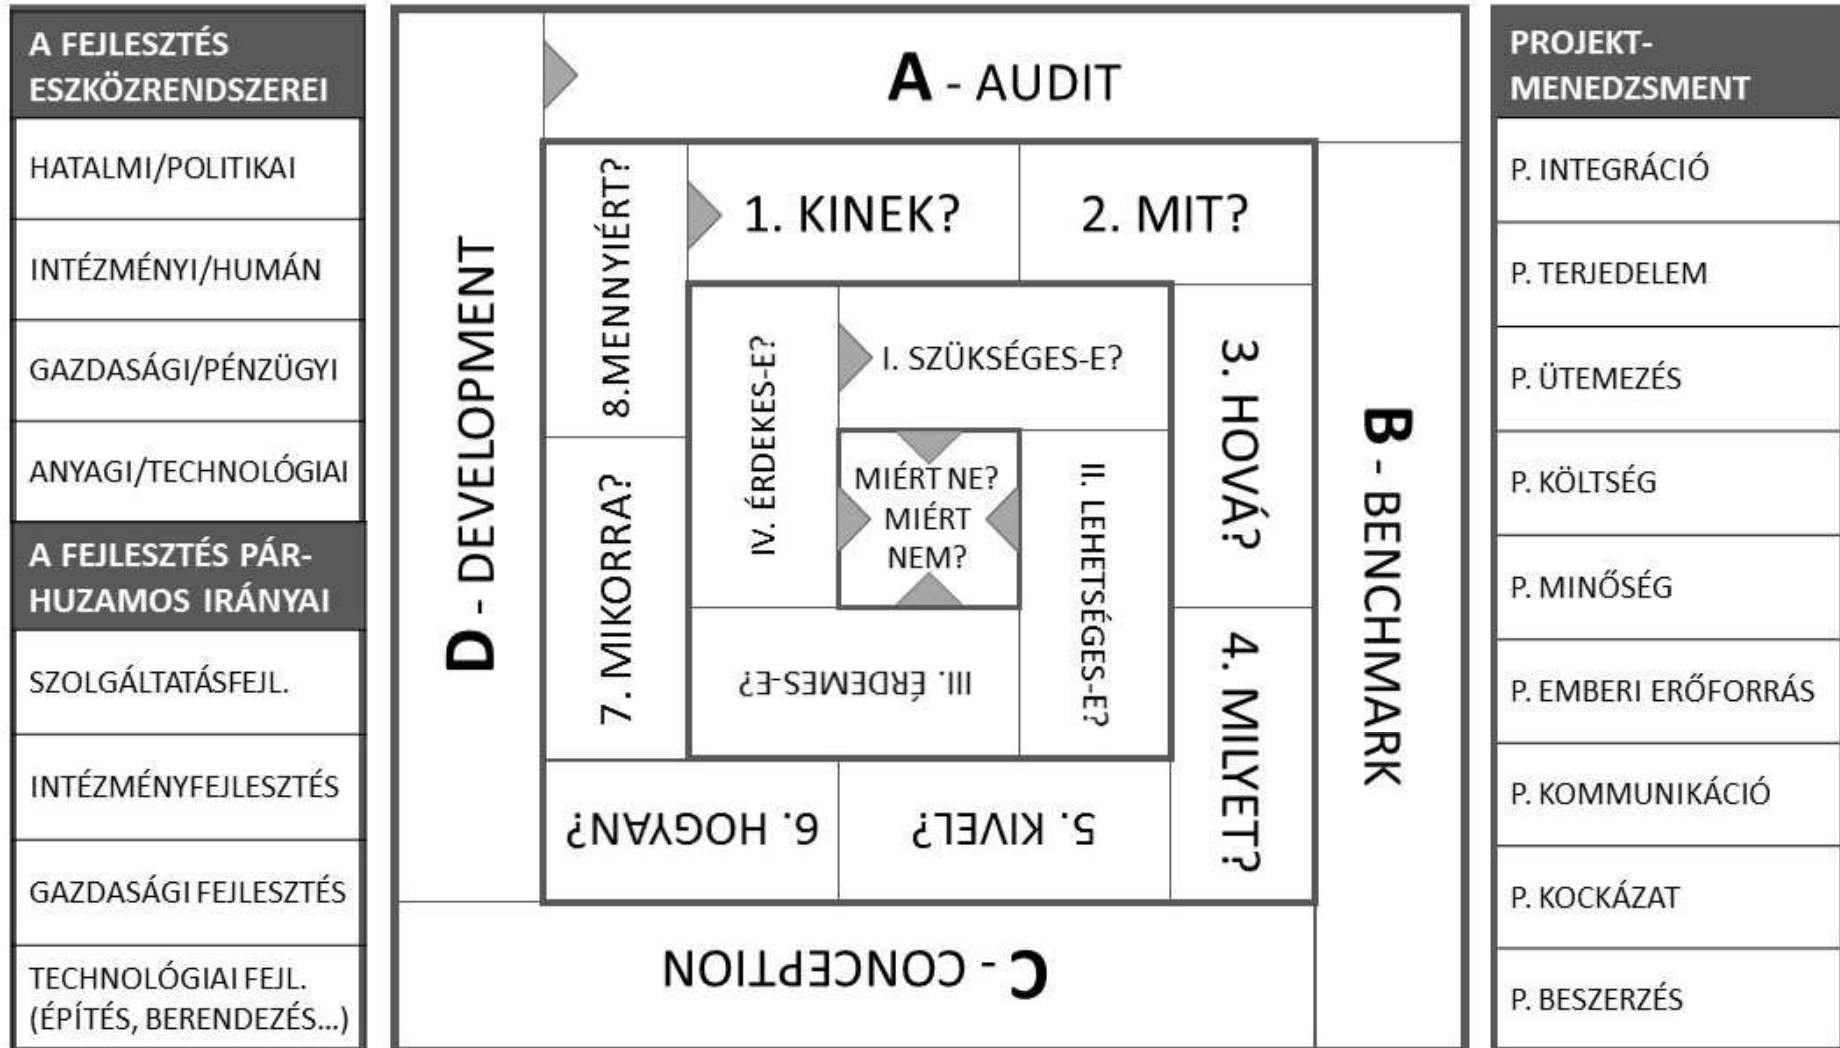 A FEJLESZTÉS
ESZKÖZRENDSZEREI
HATALMI/POLITIKAI
INTÉZMÉNYI/HUMÁN
GAZDASÁGI/PÉNZÜGYI
ANYAGI/TECHNOLÓGIAI
A FEJLESZTÉS PÁR-
HUZAMOS IRÁNYAI
SZOLGÁLTATÁSFEJL.
INTÉZMÉNYFEJLESZTÉS
GAZDASÁGI FEJLESZTÉS
TECHNOLÓGIAI FEJL.
(ÉPÍTÉS, BERENDEZÉS...)
A - AUDIT
B - BENCHMARK
C - CONCEPTION
D - DEVELOPMENT
1. KINEK?
2. MIT?
3. HOVÁ?
4. MILYET?
5. KIVEL?
6. HOGYAN?
7. MIKORRA?
8.MENNYIÉRT?
I. SZÜKSÉGES-E?
II. LEHETSÉGES-E?
III. ÉRDEMES-E?
IV. ÉRDEKES-E?
MIÉRT NE?
MIÉRT
NEM?
PROJEKT-
MENEDZSMENT
P. INTEGRÁCIÓ
P. TERJEDELEM
P. ÜTEMEZÉS
P. KÖLTSÉG
P. MINŐSÉG
P. EMBERI ERŐFORRÁS
P. KOMMUNIKÁCIÓ
P. KOCKÁZAT
P. BESZERZÉS